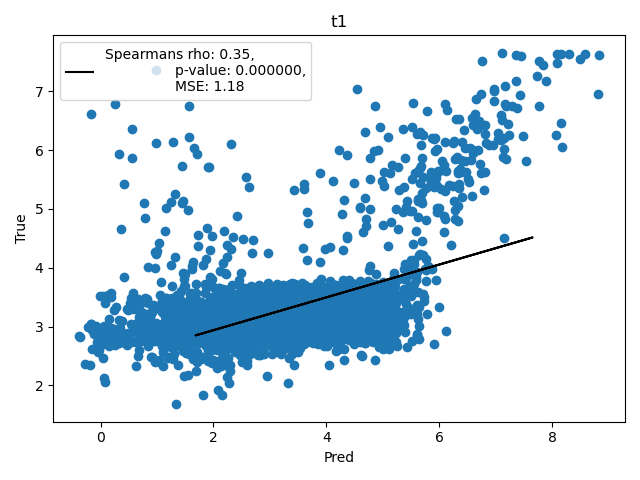 t1
Spearmans rho: 0.35,
p-value: 0.000000,
MSE: 1.18
True
7
6
5
4
3
2
0
2
4
6
8
Pred